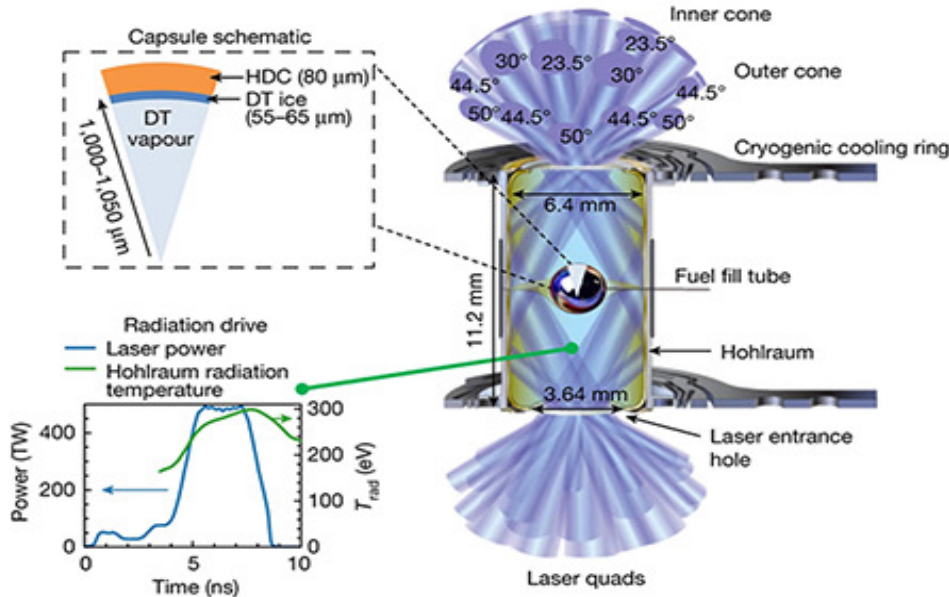 Capsule schematic
HDC (80 μm)
DT ice
(55–65 μm)
DT
vapour
1,000–1,050 μm
Inner cone
23.5°
30°
23.5°
30°
Outer cone
44.5°
44.5°
50°
44.5°
50°
44.5°
50°
Cryogenic cooling ring
6.4 mm
11.2 mm
Fuel fill tube
Hohlraum
3.64 mm
Laser entrance
hole
Laser quads
Radiation drive
Laser power
Hohlraum radiation
temperature
Power (TW)
400
200
0
300
200
100
0
T rad (eV)
0
5
10
Time (ns)